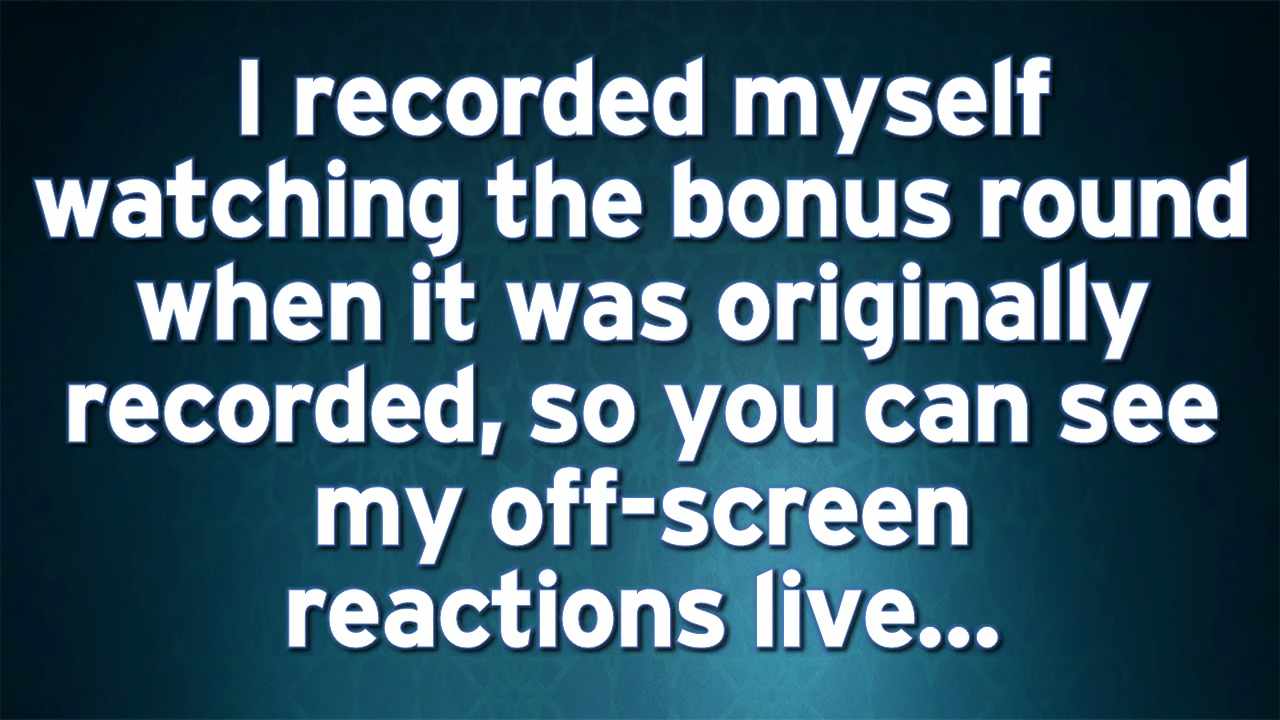 I recorded myself
watching the bonus round
when it was originally
recorded, so you can see
my off-screen
reactions live...